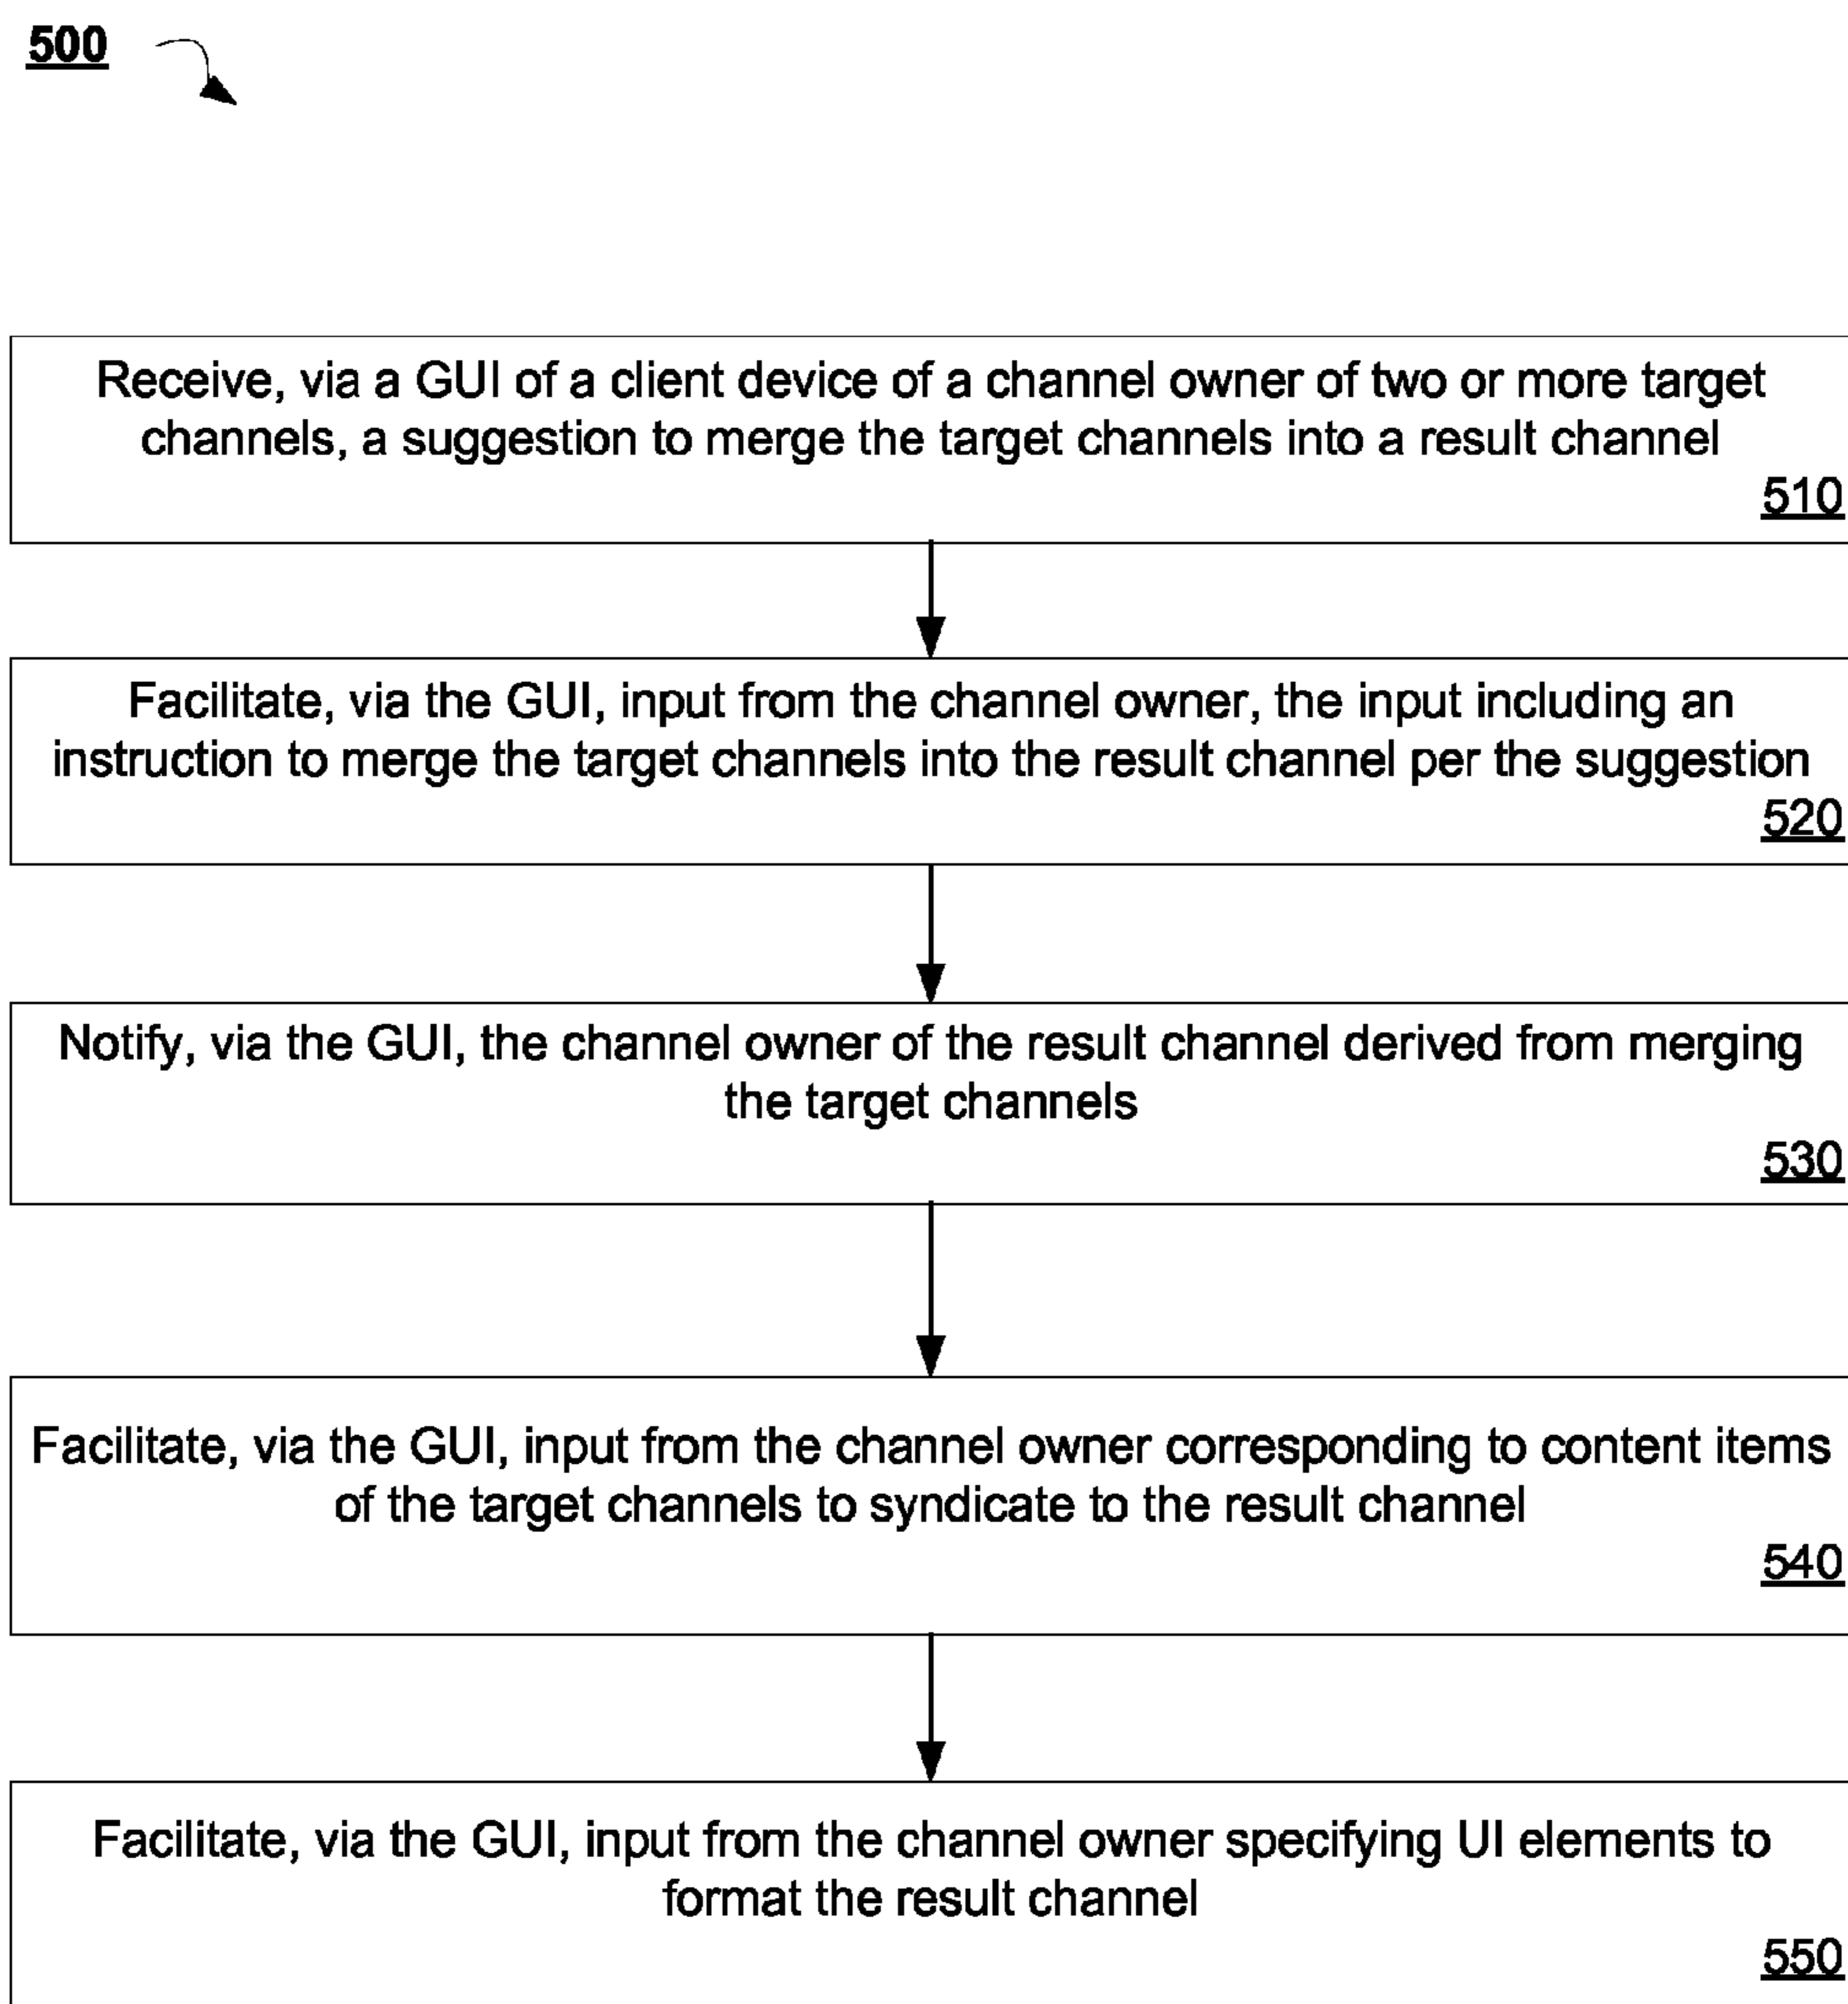 500
Receive, via a GUI of a client device of a channel owner of two or more target
channels, a suggestion to merge the target channels into a result channel
510
Facilitate, via the GUI, input from the channel owner, the input including an
instruction to merge the target channels into the result channel per the suggestion
520
Notify, via the GUI, the channel owner of the result channel derived from merging
the target channels
530
Facilitate, via the GUI, input from the channel owner corresponding to content items
of the target channels to syndicate to the result channel
540
Facilitate, via the GUI, input from the channel owner specifying UI elements to
format the result channel
550